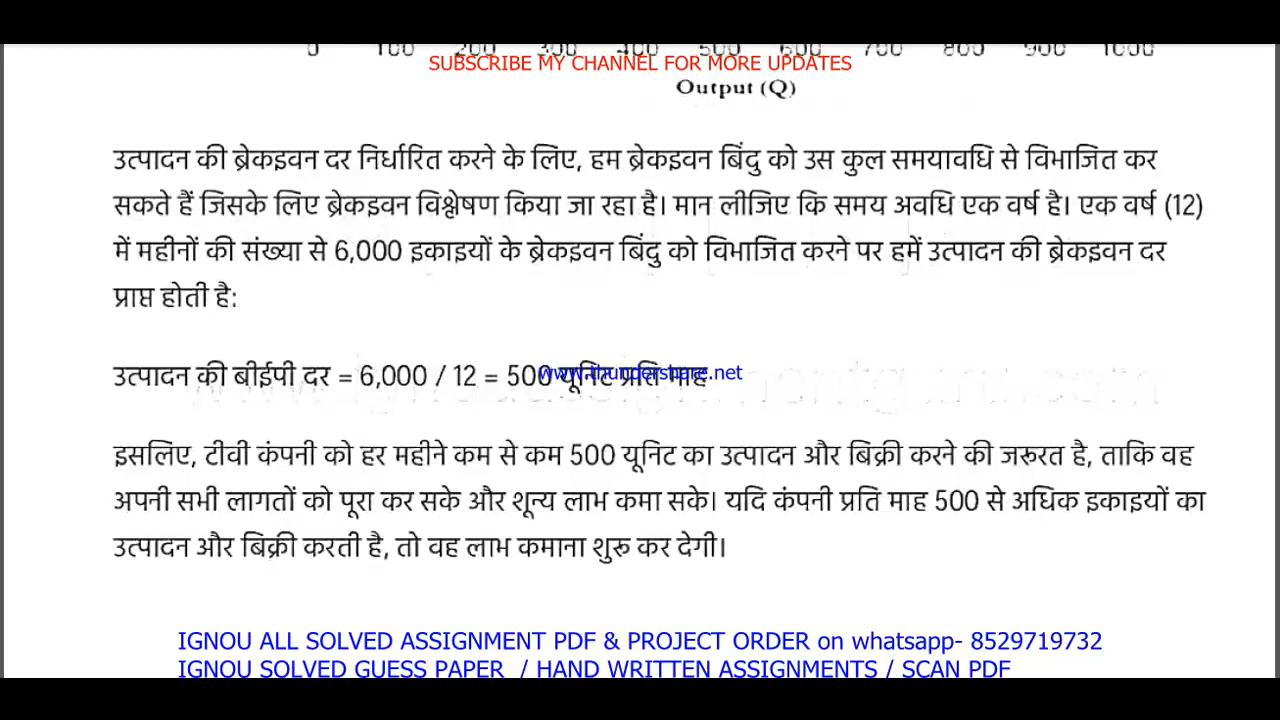 0 100 200 300 400 500 600 700 800 900 1000
SUBSCRIBE MY CHANNEL FOR MORE UPDATES
Output (Q)
उत्पादन की ब्रेकइवन दर निर्धारित करने के लिए, हम ब्रेकइवन बिंदु को उस कुल समयावधि से विभाजित कर
सकते हैं जिसके लिए ब्रेकइवन विश्लेषण किया जा रहा है। मान लीजिए कि समय अवधि एक वर्ष है। एक वर्ष (12)
में महीनों की संख्या से 6,000 इकाइयों के ब्रेकइवन बिंदु को विभाजित करने पर हमें उत्पादन की ब्रेकइवन दर
प्राप्त होती है:
उत्पादन की बीईपी दर = 6,000 / 12 = 500 यूनिट प्रति माह
www.thundershare.net
इसलिए, टीवी कंपनी को हर महीने कम से कम 500 यूनिट का उत्पादन और बिक्री करने की जरूरत है, ताकि वह
अपनी सभी लागतों को पूरा कर सके और शून्य लाभ कमा सके। यदि कंपनी प्रति माह 500 से अधिक इकाइयों का
उत्पादन और बिक्री करती है, तो वह लाभ कमाना शुरू कर देगी।
IGNOU ALL SOLVED ASSIGNMENT PDF & PROJECT ORDER on whatsapp- 8529719732
IGNOU SOLVED GUESS PAPER / HAND WRITTEN ASSIGNMENTS / SCAN PDF